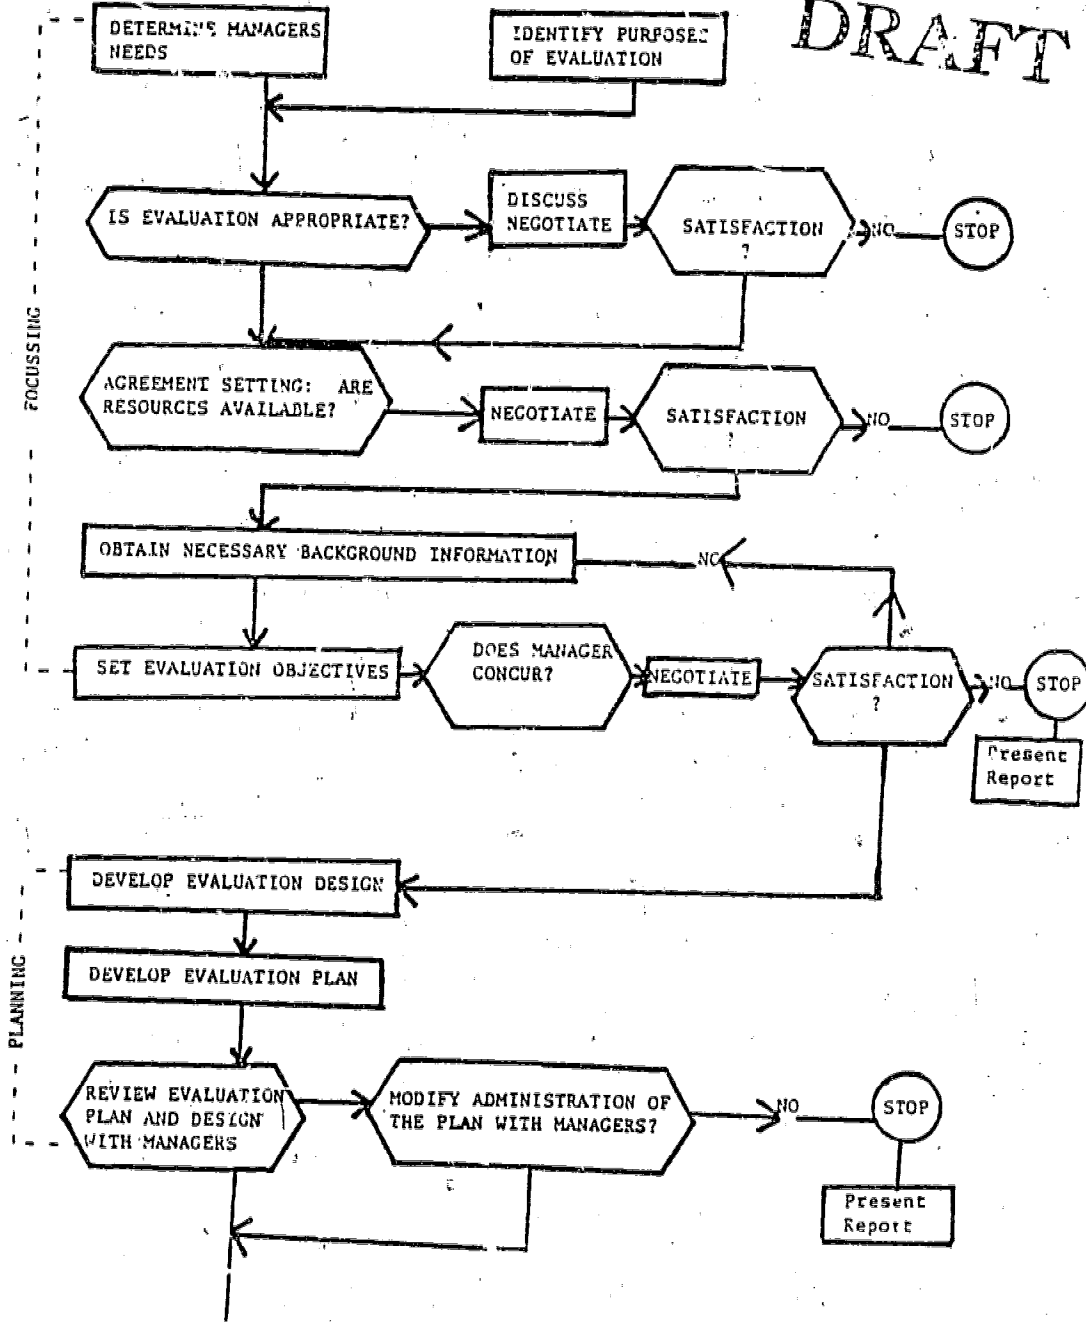 DRAFT
DETERMINE MANAGERS
NEEDS
IDENTIFY PURPOSES
OF EVALUATION
IS EVALUATION APPROPRIATE?
DISCUSS
NEGOTIATE
SATISFACTION
?
NO
STOP
FOCUSSING
AGREEMENT SETTING: ARE
RESOURCES AVAILABLE?
NEGOTIATE
SATISFACTION
?
NO
STOP
OBTAIN NECESSARY BACKGROUND INFORMATION
NO
SET EVALUATION OBJECTIVES
DOES MANAGER
CONCUR?
NEGOTIATE
SATISFACTION
?
NO
STOP
Present
Report
DEVELOP EVALUATION DESIGN
DEVELOP EVALUATION PLAN
PLANNING
REVIEW EVALUATION
PLAN AND DESIGN
WITH MANAGERS
MODIFY ADMINISTRATION OF
THE PLAN WITH MANAGERS?
NO
STOP
Present
Report